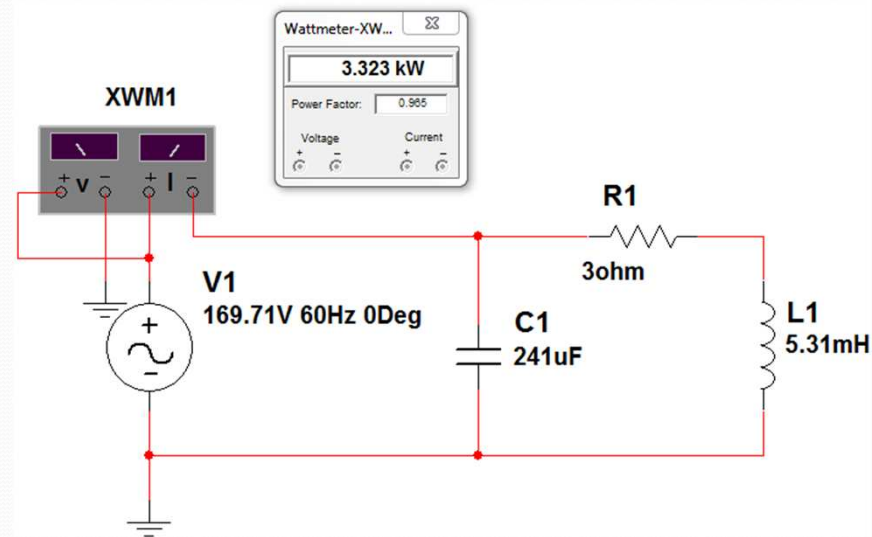 Wattmeter-XW...
3.323 kW
Power Factor: 0.965
Voltage Current
+ − + −
XWM1
+ V − + I −
V1
169.71V 60Hz 0Deg
R1
3ohm
C1
241uF
L1
5.31mH